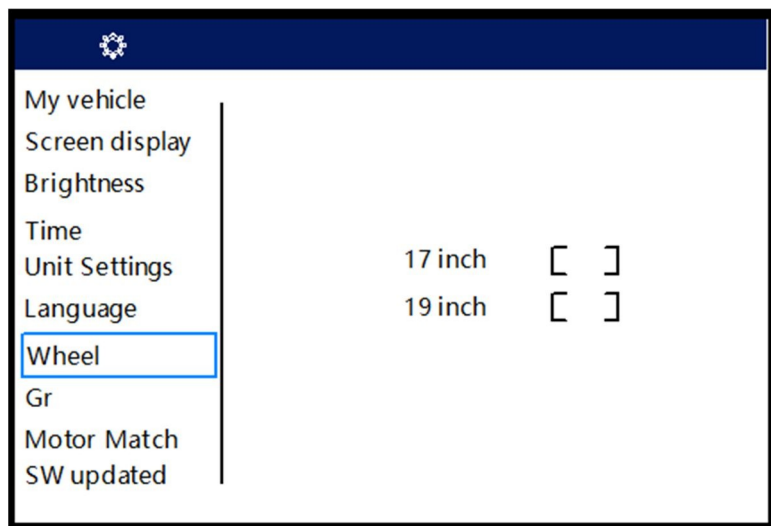 My vehicle
Screen display
Brightness
Time
Unit Settings
Language
Wheel
Gr
Motor Match
SW updated
17 inch [ ]
19 inch [ ]